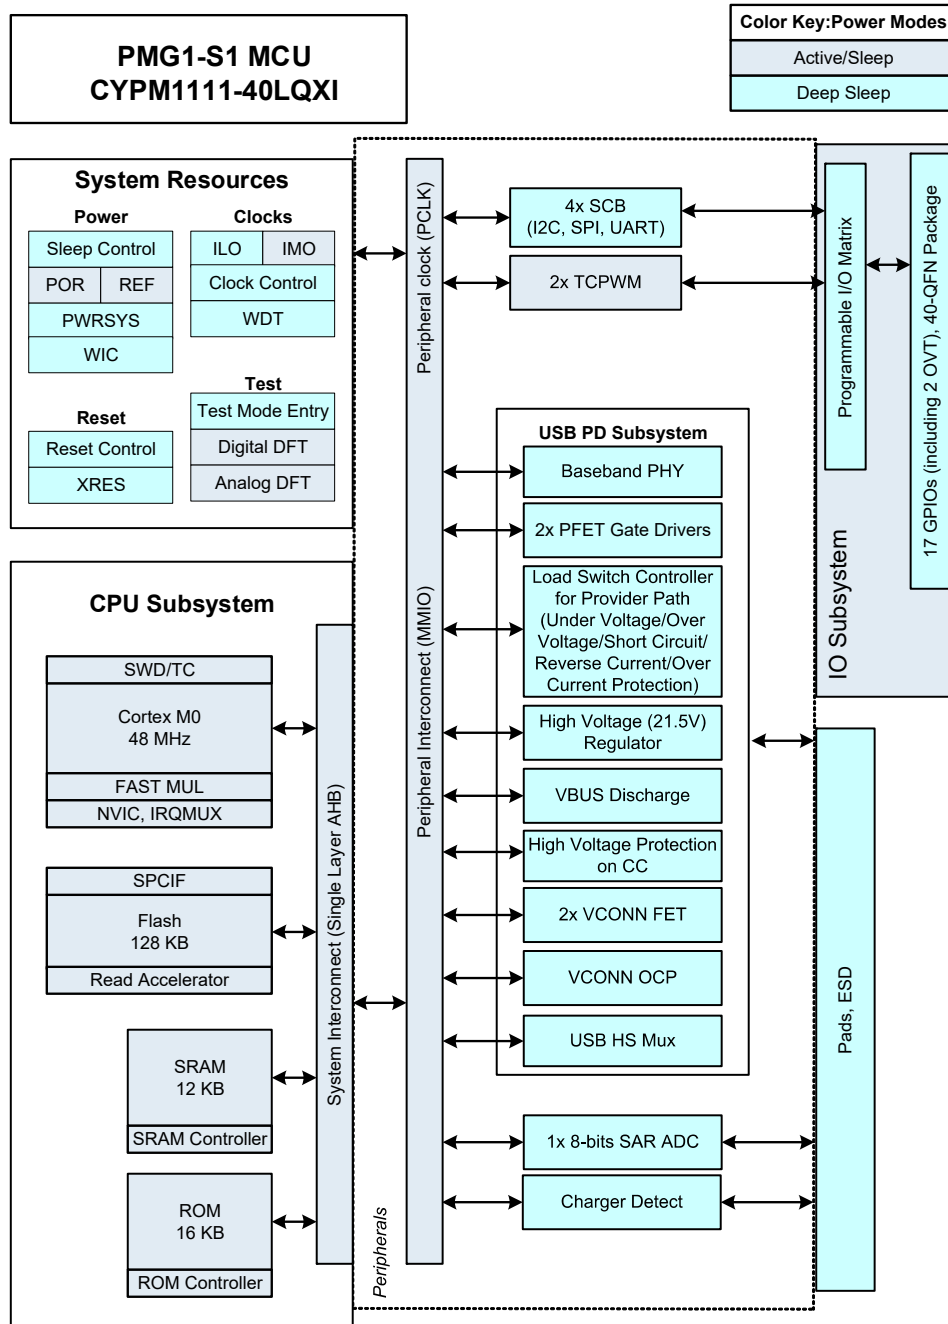 PMG1-S1 MCU
CYPM1111-40LQXI
Color Key:Power Modes
Active/Sleep
Deep Sleep
System Resources
Power
Sleep Control
POR
REF
PWRSYS
WIC
Clocks
ILO
IMO
Clock Control
WDT
Reset
Reset Control
XRES
Test
Test Mode Entry
Digital DFT
Analog DFT
CPU Subsystem
SWD/TC
Cortex M0
48 MHz
FAST MUL
NVIC, IRQMUX
SPCIF
Flash
128 KB
Read Accelerator
SRAM
12 KB
SRAM Controller
ROM
16 KB
ROM Controller
System Interconnect (Single Layer AHB)
Peripherals
Peripheral clock (PCLK)
Peripheral Interconnect (MMIO)
4x SCB
(I2C, SPI, UART)
2x TCPWM
USB PD Subsystem
Baseband PHY
2x PFET Gate Drivers
Load Switch Controller
for Provider Path
(Under Voltage/Over
Voltage/Short Circuit/
Reverse Current/Over
Current Protection)
High Voltage (21.5V)
Regulator
VBUS Discharge
High Voltage Protection
on CC
2x VCONN FET
VCONN OCP
USB HS Mux
1x 8-bits SAR ADC
Charger Detect
IO Subsystem
Programmable I/O Matrix
17 GPIOs (including 2 OVT), 40-QFN Package
Pads, ESD